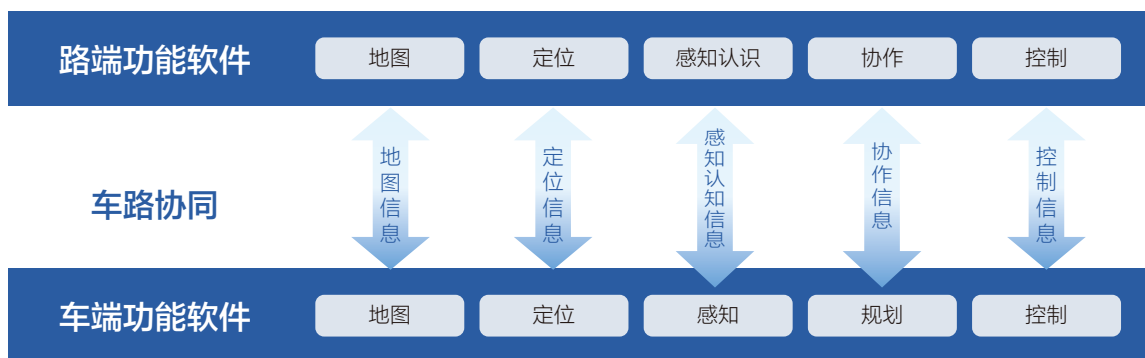 路端功能软件
地图
定位
感知认识
协作
控制
车路协同
地图信息
定位信息
感知认知信息
协作信息
控制信息
车端功能软件
地图
定位
感知
规划
控制